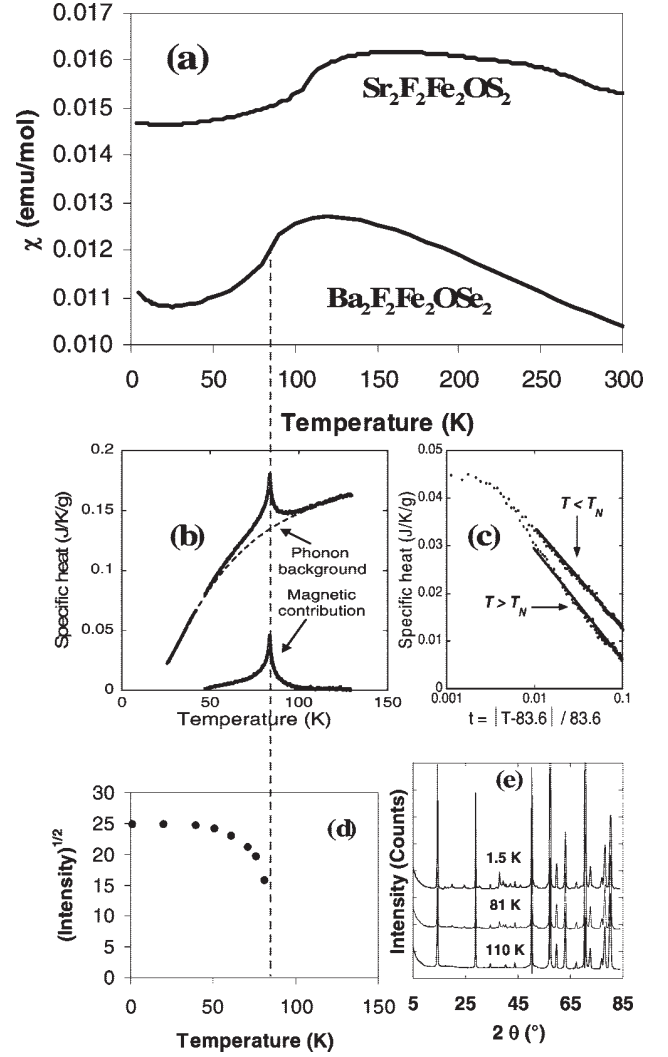 0.017
0.016
0.015
0.014
0.013
0.012
0.011
0.010
χ (emu/mol)
(a)
Sr₂F₂Fe₂OS₂
Ba₂F₂Fe₂OSe₂
0 50 100 150 200 250 300
Temperature (K)
0.2
0.15
0.1
0.05
0
Specific heat (J/K/g)
(b)
Phonon
background
Magnetic
contribution
0 50 100 150
Temperature (K)
0.05
0.04
0.03
0.02
0.01
0
Specific heat (J/K/g)
(c)
T < T_N
T > T_N
0.001 0.01 0.1
t = |T-83.6| / 83.6
30
25
20
15
10
5
0
(Intensity)^1/2
(d)
0 50 100 150
Temperature (K)
Intensity (Counts)
(e)
1.5 K
81 K
110 K
5 25 45 65 85
2 θ (°)